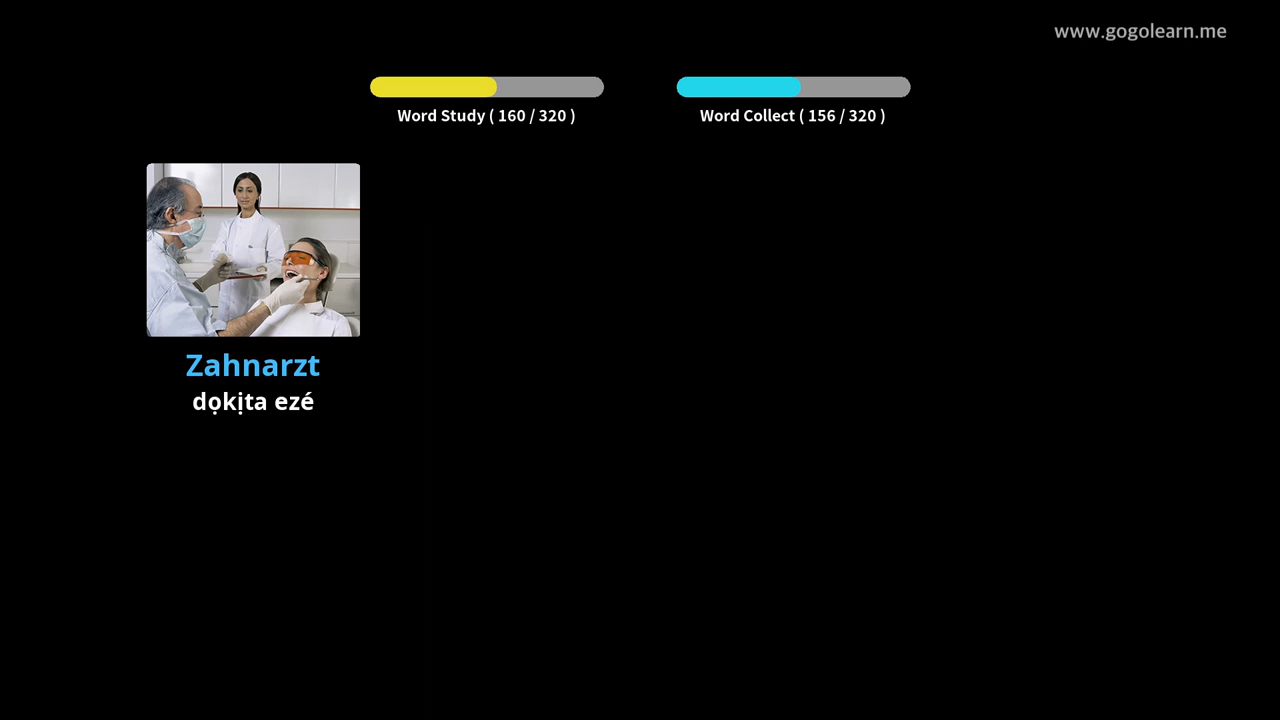 www.gogolearn.me
Word Study ( 160 / 320 )
Word Collect ( 156 / 320 )
Zahnarzt
dọkịta ezé